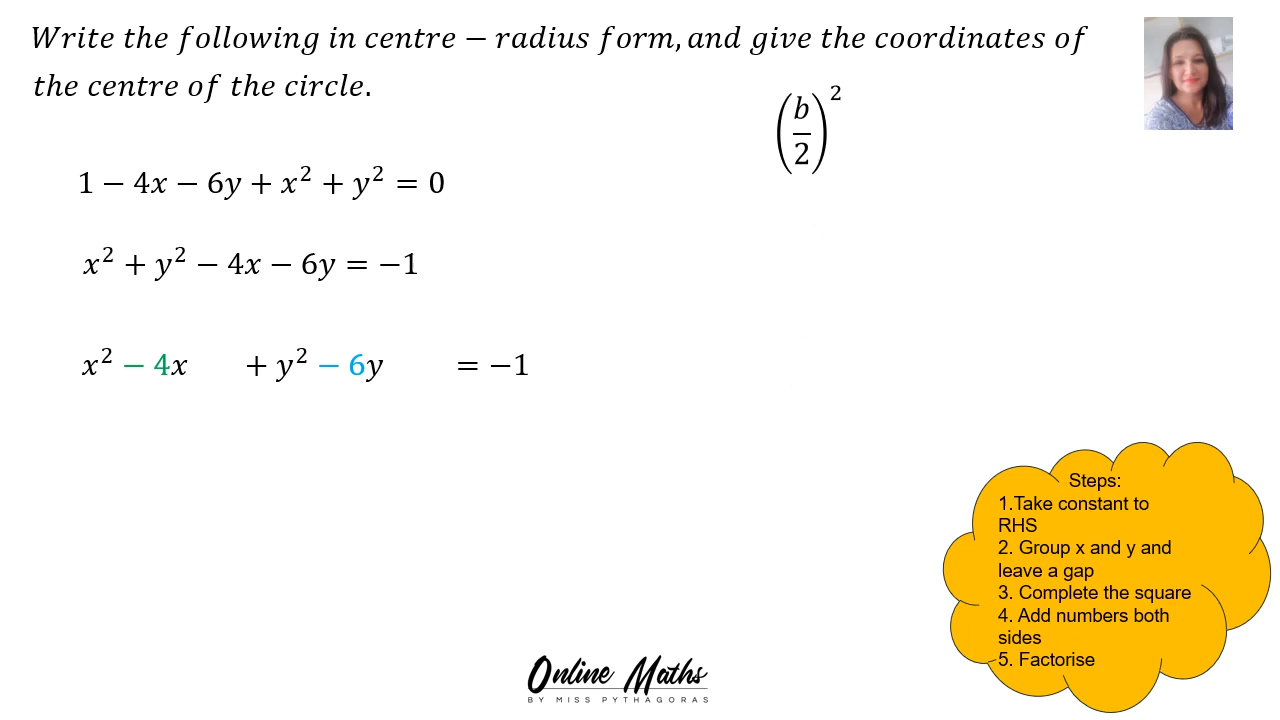 Write the following in centre − radius form, and give the coordinates of
the centre of the circle.
(b/2)²
1 − 4x − 6y + x² + y² = 0
x² + y² − 4x − 6y = −1
x² − 4x + y² − 6y = −1
Steps:
1.Take constant to
RHS
2. Group x and y and
leave a gap
3. Complete the square
4. Add numbers both
sides
5. Factorise
Online Maths
BY MISS PYTHAGORAS